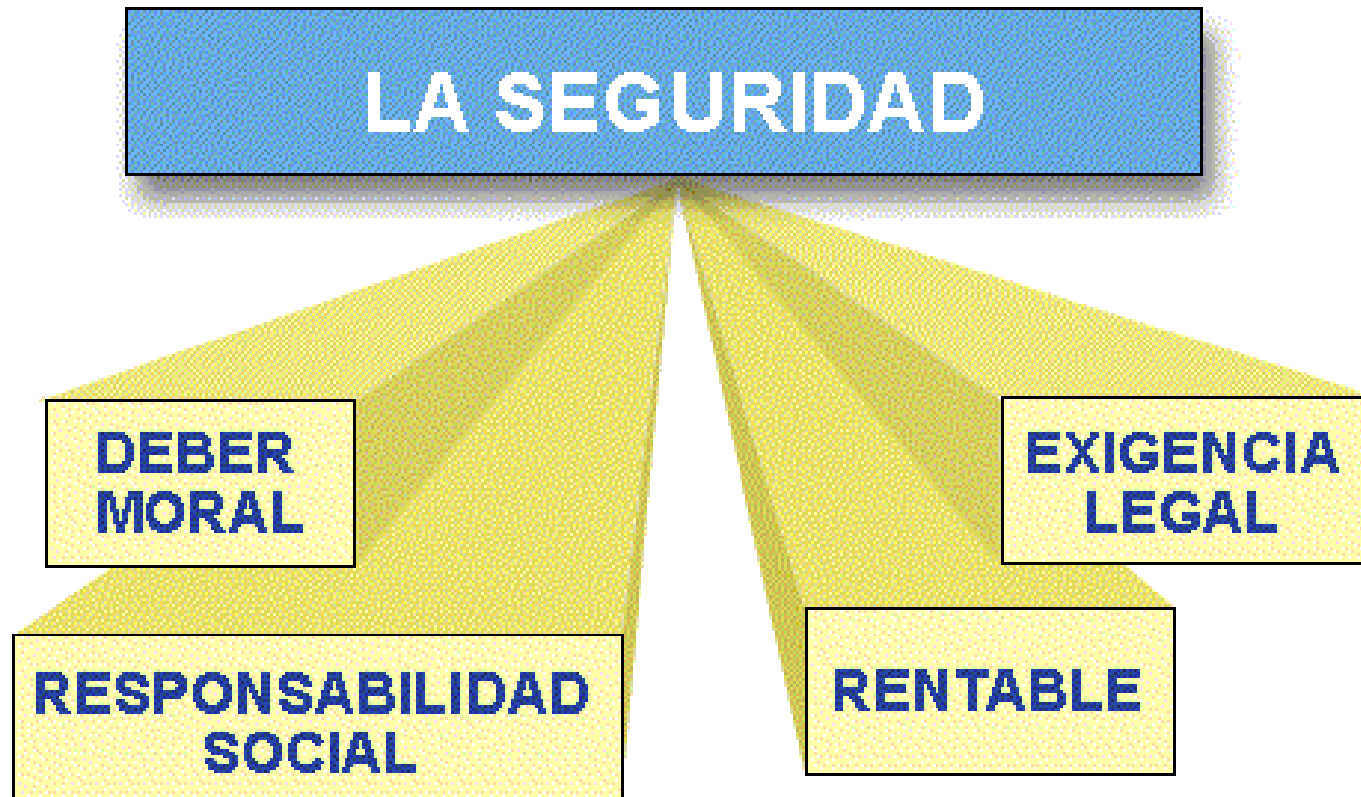 LA SEGURIDAD
DEBER
MORAL
EXIGENCIA
LEGAL
RESPONSABILIDAD
SOCIAL
RENTABLE